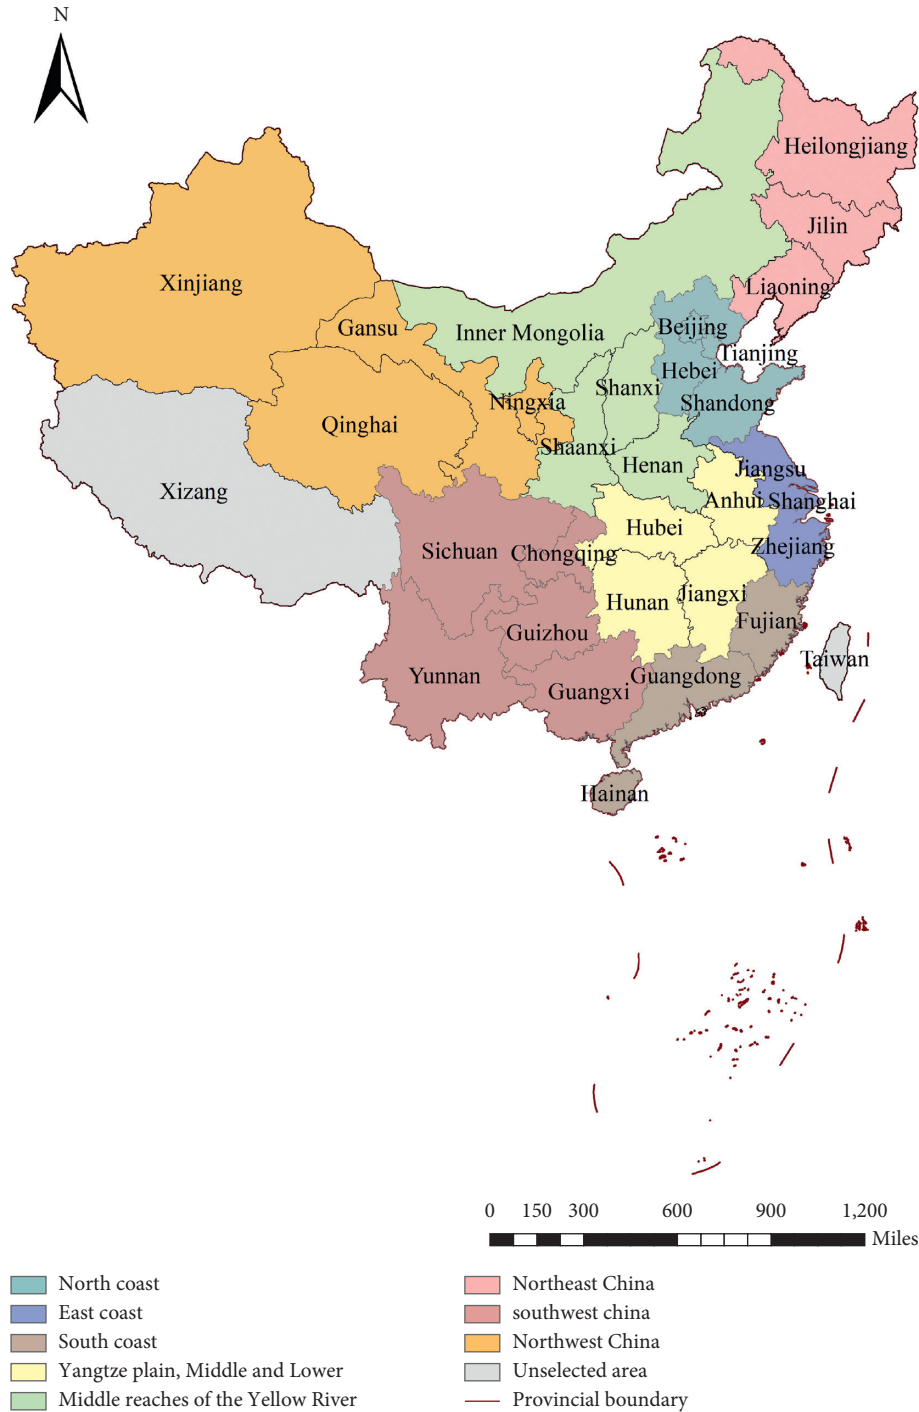 N
Heilongjiang
Jilin
Liaoning
Xinjiang
Gansu
Inner Mongolia
Beijing
Tianjing
Hebei
Shanxi
Shandong
Ningxia
Qinghai
Shaanxi
Henan
Jiangsu
Xizang
Anhui
Shanghai
Hubei
Sichuan
Chongqing
Zhejiang
Hunan
Jiangxi
Fujian
Guizhou
Yunnan
Guangxi
Guangdong
Taiwan
Hainan
0 150 300 600 900 1,200
Miles
North coast
East coast
South coast
Yangtze plain, Middle and Lower
Middle reaches of the Yellow River
Northeast China
southwest china
Northwest China
Unselected area
Provincial boundary